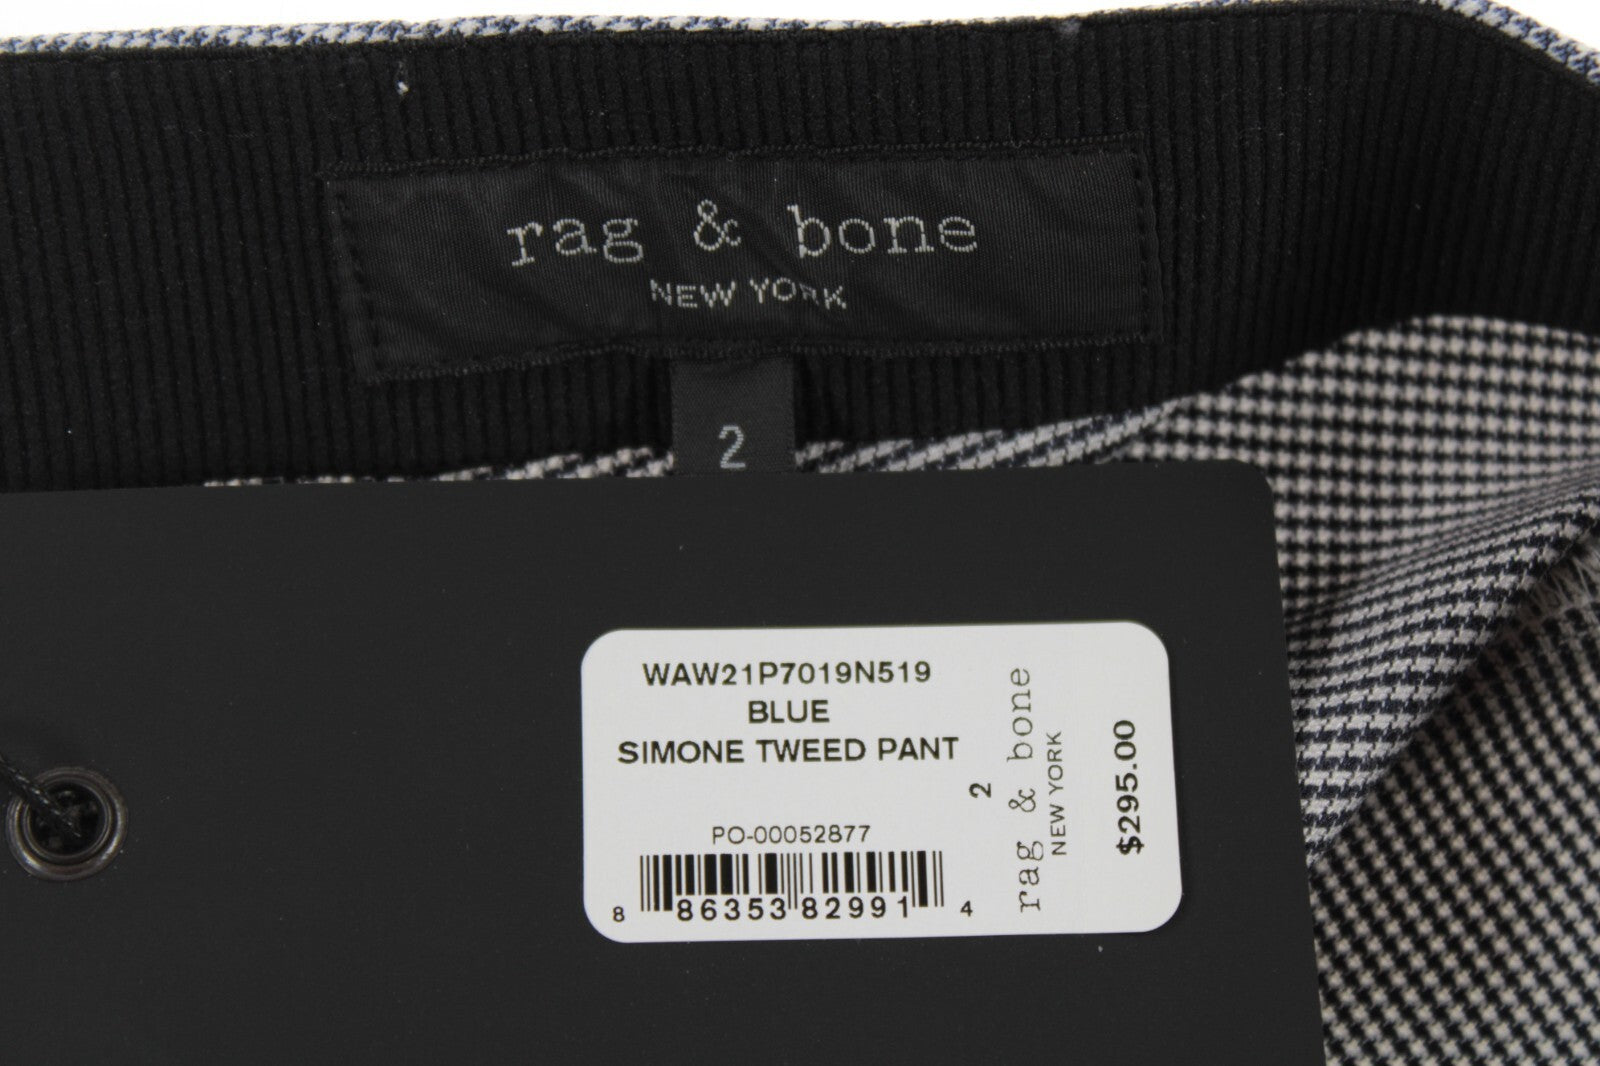 rag & bone
NEW YORK
2
WAW21P7019N519
BLUE
SIMONE TWEED PANT
PO-00052877
8 86353 82991 4
2
rag & bone
NEW YORK
$295.00